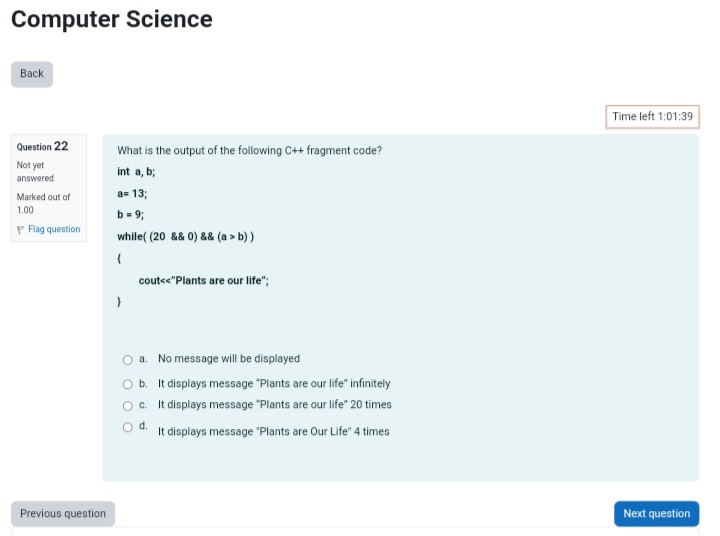 Computer Science
Back
Time left 1:01:39
Question 22
Not yet
answered
Marked out of
1.00
Flag question
What is the output of the following C++ fragment code?
int a, b;
a= 13;
b = 9;
while( (20 && 0) && (a > b) )
{
cout<<"Plants are our life";
}
a. No message will be displayed
b. It displays message "Plants are our life" infinitely
c. It displays message "Plants are our life" 20 times
d. It displays message "Plants are Our Life" 4 times
Previous question
Next question